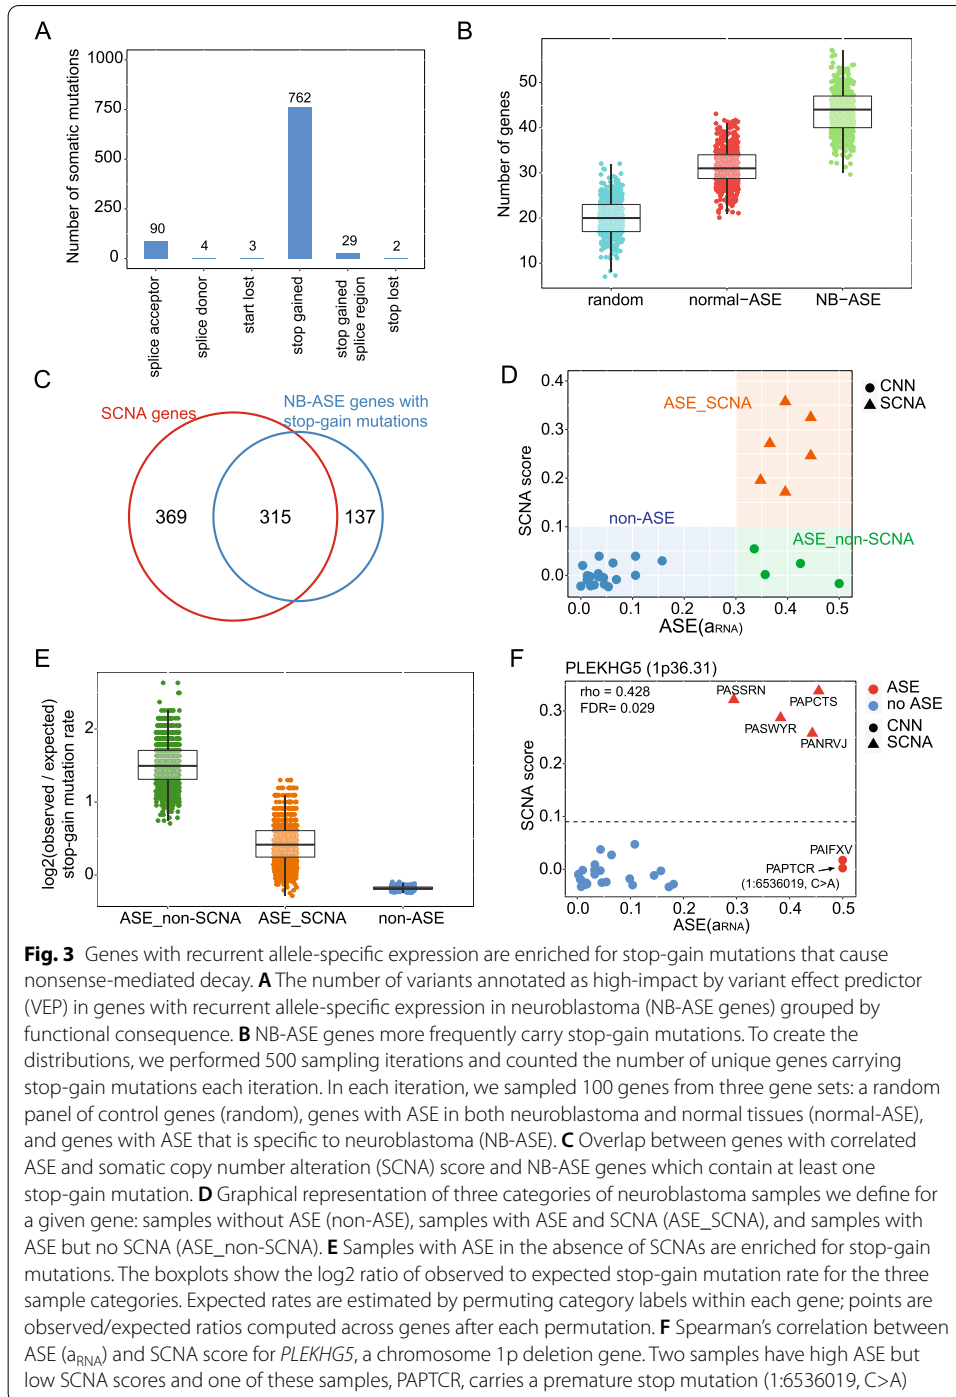 A
Number of somatic mutations
1000
750
500
250
0
90
4
3
762
29
2
splice acceptor
splice donor
start lost
stop gained
stop gained
splice region
stop lost
B
Number of genes
50
40
30
20
10
random
normal−ASE
NB−ASE
C
SCNA genes
NB-ASE genes with
stop-gain mutations
369
315
137
D
SCNA score
0.4
0.3
0.2
0.1
0.0
ASE_SCNA
non-ASE
ASE_non-SCNA
CNN
SCNA
0.0 0.1 0.2 0.3 0.4 0.5
ASE(aRNA)
E
log2(observed / expected)
stop-gain mutation rate
2
1
0
ASE_non-SCNA
ASE_SCNA
non-ASE
F
PLEKHG5 (1p36.31)
rho = 0.428
FDR= 0.029
SCNA score
0.3
0.2
0.1
0.0
PASSRN
PAPCTS
PASWYR
PANRVJ
PAIFXV
PAPTCR
(1:6536019, C>A)
ASE
no ASE
CNN
SCNA
0.0 0.1 0.2 0.3 0.4 0.5
ASE(aRNA)
Fig. 3 Genes with recurrent allele-specific expression are enriched for stop-gain mutations that cause
nonsense-mediated decay. A The number of variants annotated as high-impact by variant effect predictor
(VEP) in genes with recurrent allele-specific expression in neuroblastoma (NB-ASE genes) grouped by
functional consequence. B NB-ASE genes more frequently carry stop-gain mutations. To create the
distributions, we performed 500 sampling iterations and counted the number of unique genes carrying
stop-gain mutations each iteration. In each iteration, we sampled 100 genes from three gene sets: a random
panel of control genes (random), genes with ASE in both neuroblastoma and normal tissues (normal-ASE),
and genes with ASE that is specific to neuroblastoma (NB-ASE). C Overlap between genes with correlated
ASE and somatic copy number alteration (SCNA) score and NB-ASE genes which contain at least one
stop-gain mutation. D Graphical representation of three categories of neuroblastoma samples we define for
a given gene: samples without ASE (non-ASE), samples with ASE and SCNA (ASE_SCNA), and samples with
ASE but no SCNA (ASE_non-SCNA). E Samples with ASE in the absence of SCNAs are enriched for stop-gain
mutations. The boxplots show the log2 ratio of observed to expected stop-gain mutation rate for the three
sample categories. Expected rates are estimated by permuting category labels within each gene; points are
observed/expected ratios computed across genes after each permutation. F Spearman's correlation between
ASE (aRNA) and SCNA score for PLEKHG5, a chromosome 1p deletion gene. Two samples have high ASE but
low SCNA scores and one of these samples, PAPTCR, carries a premature stop mutation (1:6536019, C>A)